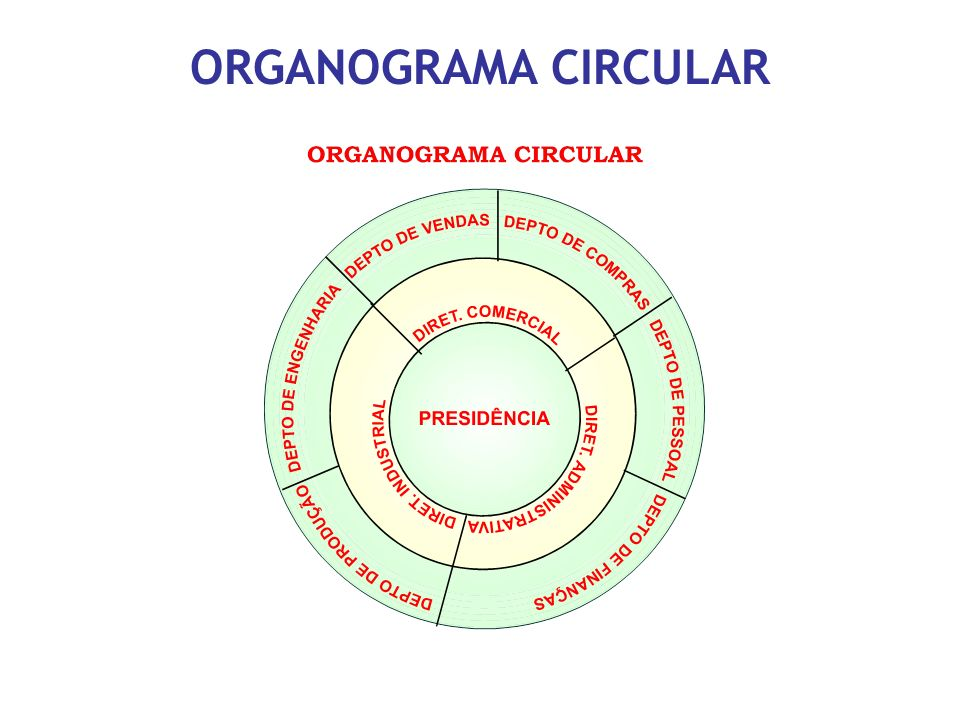 ORGANOGRAMA CIRCULAR
ORGANOGRAMA CIRCULAR
DEPTO DE VENDAS
DEPTO DE COMPRAS
DEPTO DE ENGENHARIA
DIRET. COMERCIAL
DEPTO DE PESSOAL
PRESIDÊNCIA
DIRET. INDUSTRIAL
DIRET. ADMINISTRATIVA
DEPTO DE PRODUÇÃO
DEPTO DE FINANÇAS